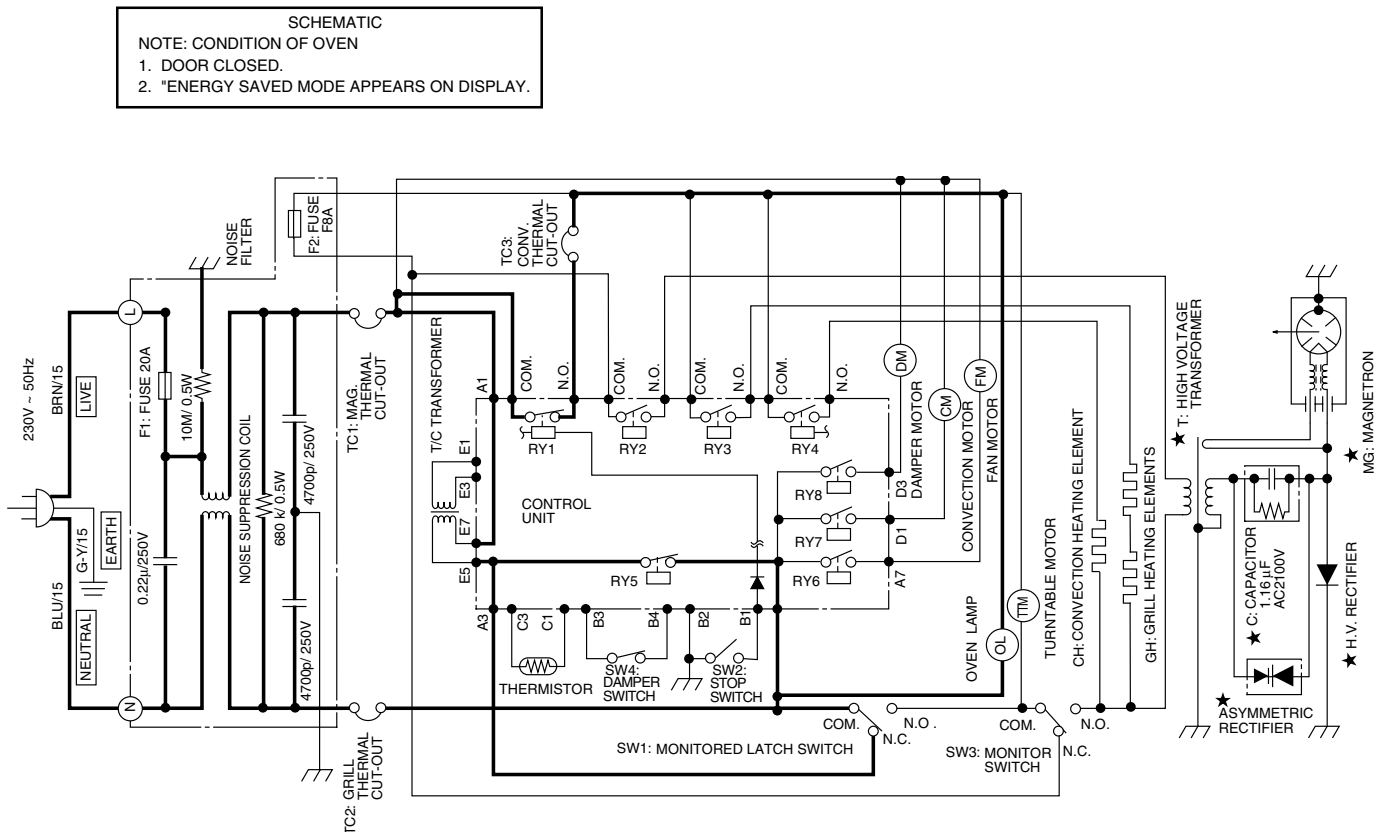 SCHEMATIC
NOTE: CONDITION OF OVEN
1. DOOR CLOSED.
2. "ENERGY SAVED MODE APPEARS ON DISPLAY.
230V ~ 50Hz
BRN/15
LIVE
G-Y/15
EARTH
BLU/15
NEUTRAL
L
N
F1: FUSE 20A
10M/ 0.5W
0.22µ/250V
NOISE
FILTER
NOISE SUPPRESSION COIL
680 k/ 0.5W
4700p/ 250V
4700p/ 250V
F2: FUSE
F8A
TC1: MAG.
THERMAL
CUT-OUT
TC2: GRILL
THERMAL
CUT-OUT
TC3:
CONV.
THERMAL
CUT-OUT
T/C TRANSFORMER
A1
COM.
N.O.
COM.
N.O.
COM.
N.O.
COM.
N.O.
RY1
RY2
RY3
RY4
E1
E3
E7
E5
CONTROL
UNIT
RY5
RY8
RY7
RY6
D3
D1
A7
A3
C3
C1
B3
B4
B2
B1
THERMISTOR
SW4:
DAMPER
SWITCH
SW2:
STOP
SWITCH
DM
DAMPER MOTOR
CM
CONVECTION MOTOR
FM
FAN MOTOR
OVEN LAMP
OL
TURNTABLE MOTOR
TM
CH: CONVECTION HEATING ELEMENT
GH: GRILL HEATING ELEMENTS
COM.
N.O.
N.C.
SW1: MONITORED LATCH SWITCH
COM.
N.O.
N.C.
SW3: MONITOR
SWITCH
★ T: HIGH VOLTAGE
TRANSFORMER
★ C: CAPACITOR
1.16 µF
AC2100V
★
ASYMMETRIC
RECTIFIER
★ H.V. RECTIFIER
★ MG: MAGNETRON